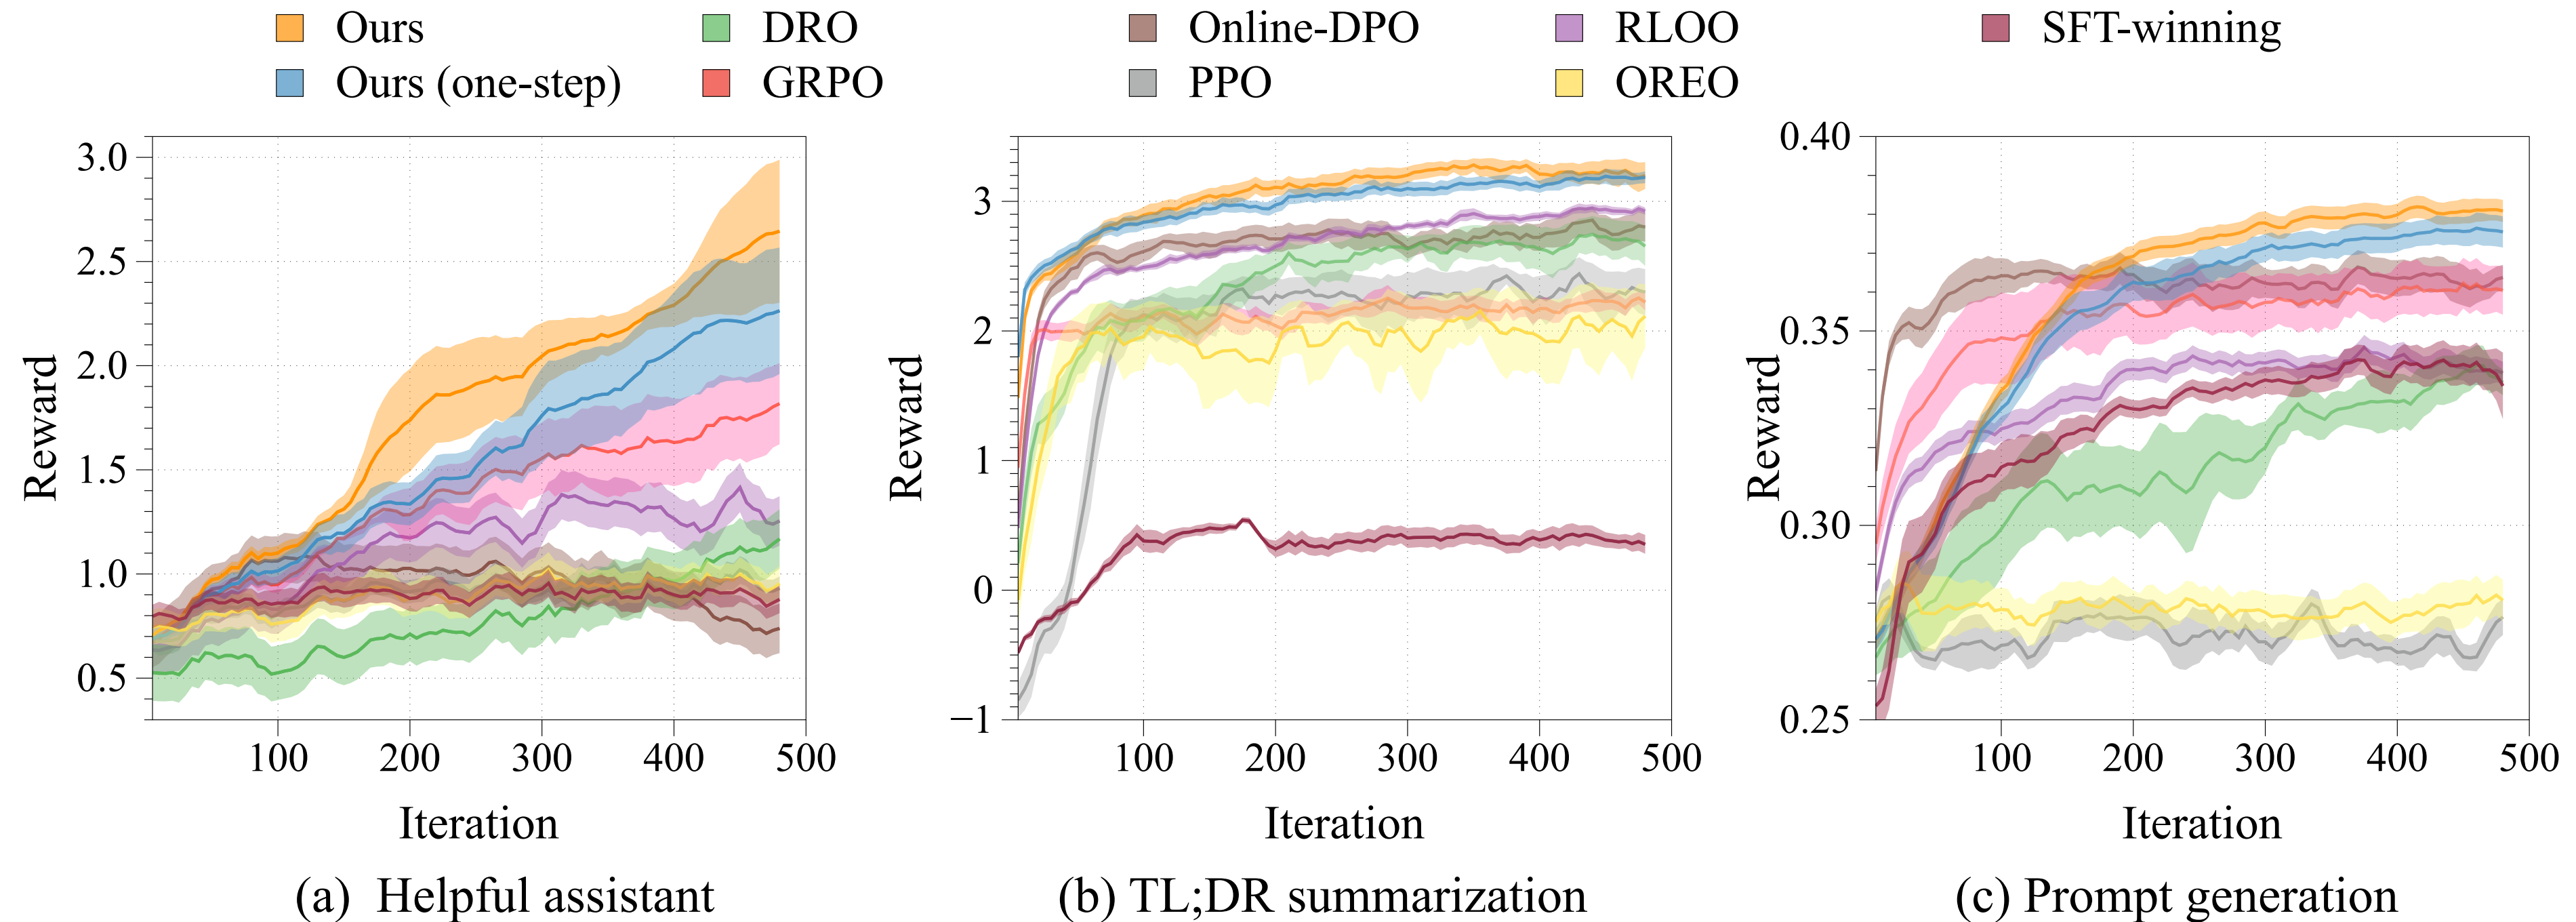 Ours DRO Online-DPO RLOO SFT-winning
Ours (one-step) GRPO PPO OREO
Reward
3.0
2.5
2.0
1.5
1.0
0.5
100 200 300 400 500
Iteration
(a) Helpful assistant
Reward
3
2
1
0
−1
100 200 300 400 500
Iteration
(b) TL;DR summarization
Reward
0.40
0.35
0.30
0.25
100 200 300 400 500
Iteration
(c) Prompt generation